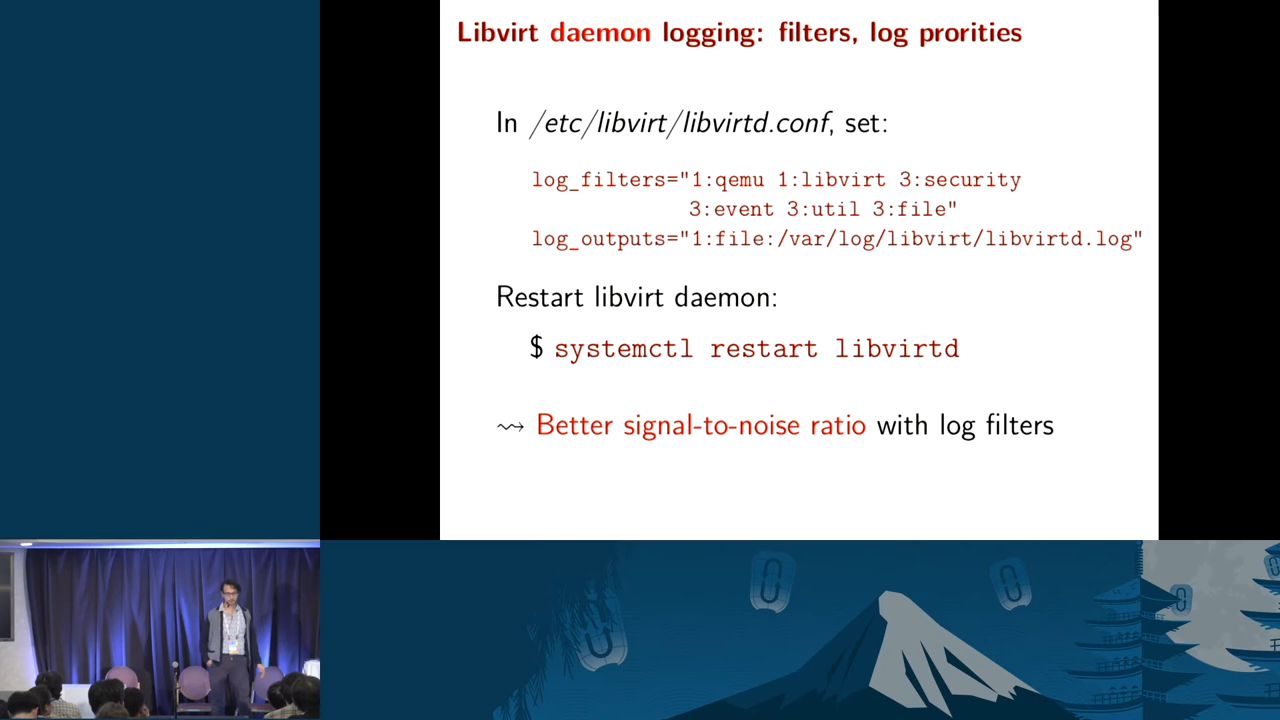 Libvirt daemon logging: filters, log prorities
In /etc/libvirt/libvirtd.conf, set:
log_filters="1:qemu 1:libvirt 3:security
3:event 3:util 3:file"
log_outputs="1:file:/var/log/libvirt/libvirtd.log"
Restart libvirt daemon:
$ systemctl restart libvirtd
⇝ Better signal-to-noise ratio with log filters